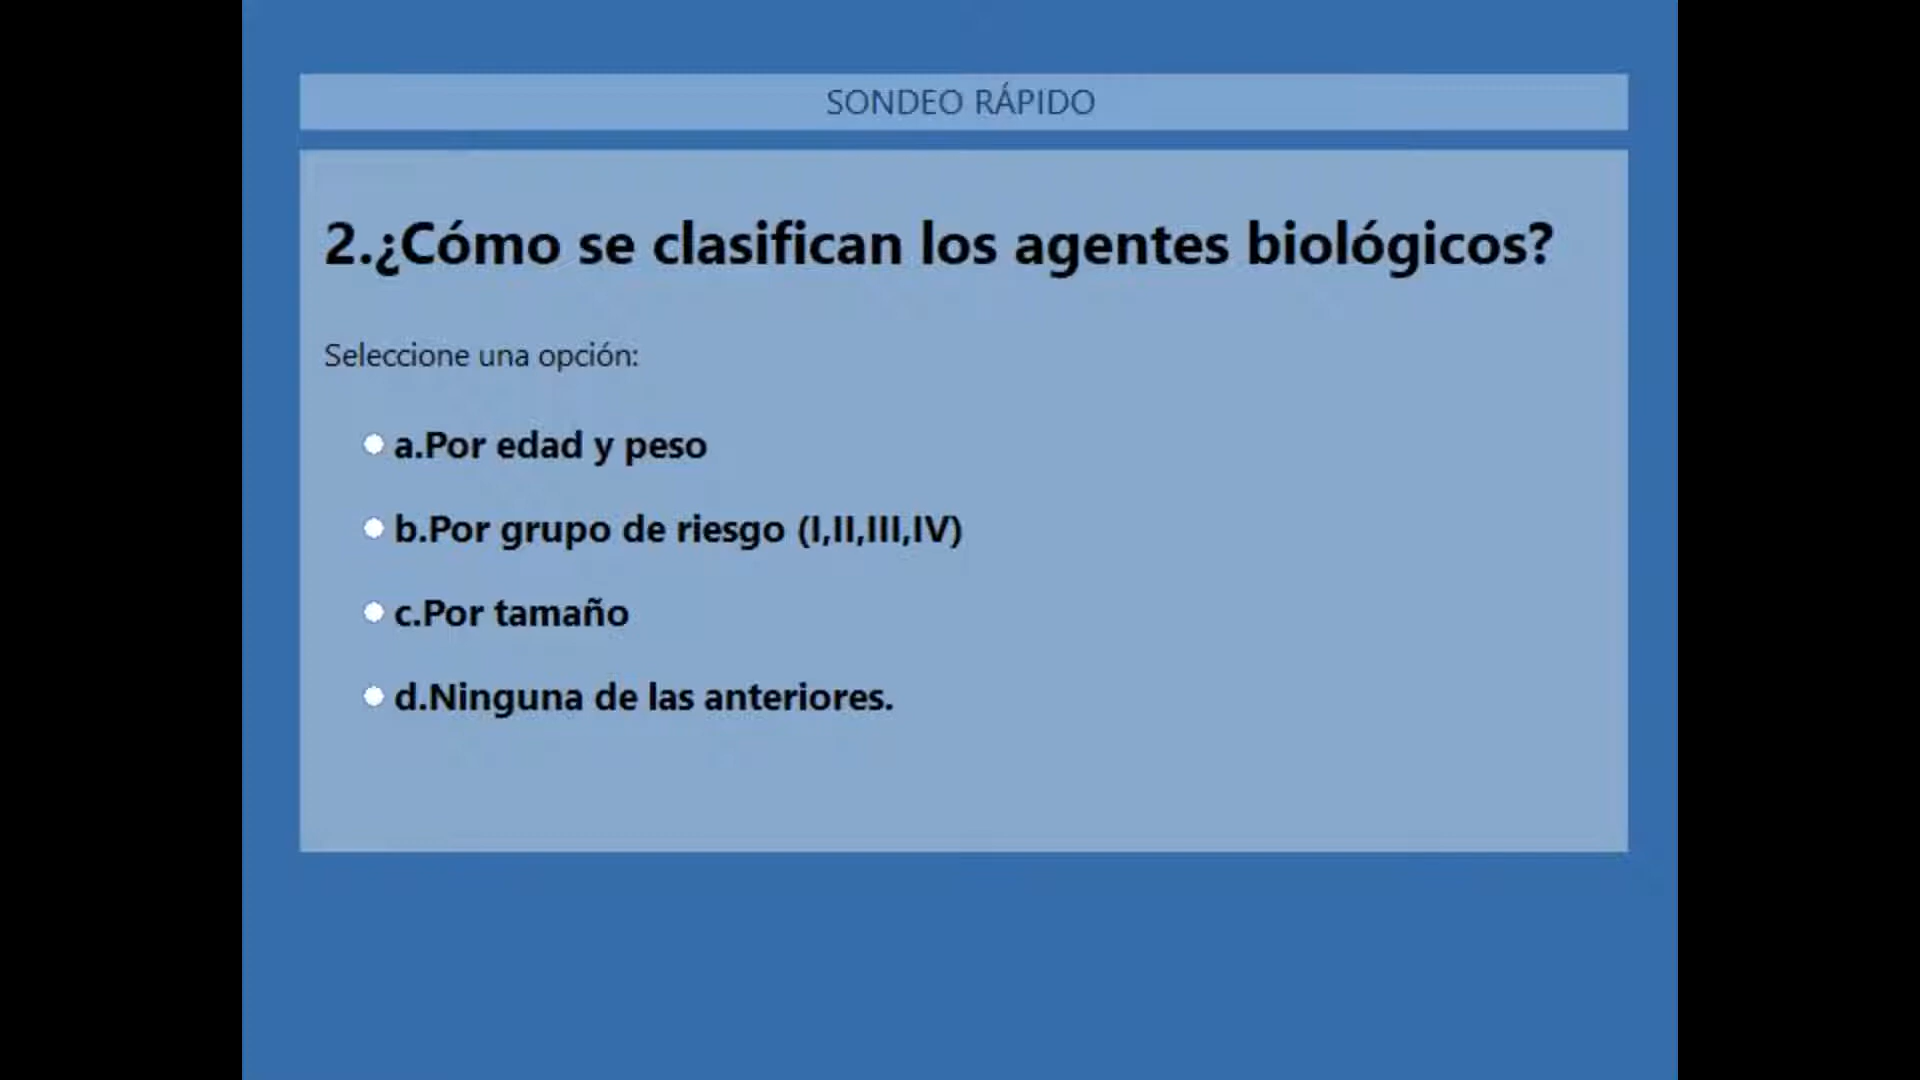 SONDEO RÁPIDO
2.¿Cómo se clasifican los agentes biológicos?
Seleccione una opción:
a.Por edad y peso
b.Por grupo de riesgo (I,II,III,IV)
c.Por tamaño
d.Ninguna de las anteriores.